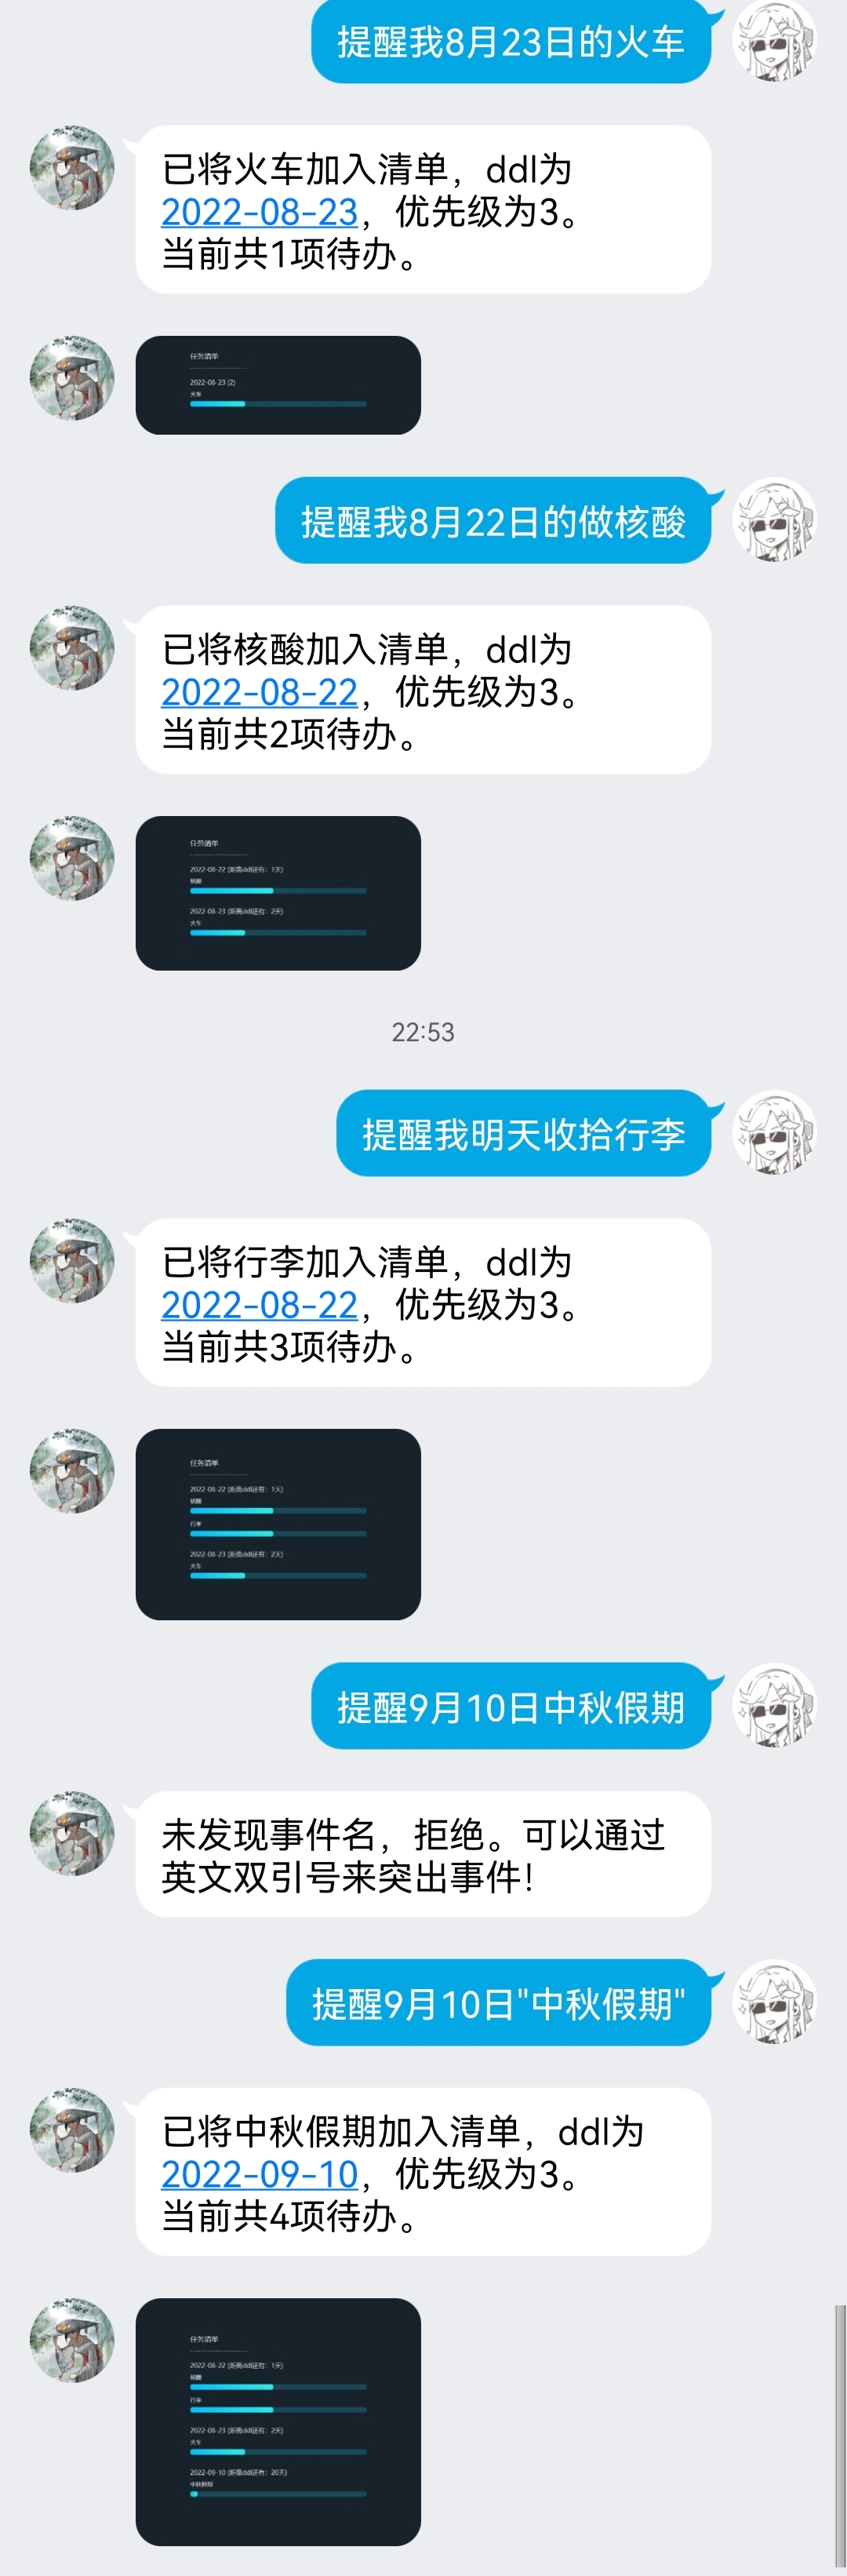 提醒我8月23日的火车
已将火车加入清单，ddl为
2022-08-23，优先级为3。
当前共1项待办。
任务清单
2022-08-23 (2)
火车
提醒我8月22日的做核酸
已将核酸加入清单，ddl为
2022-08-22，优先级为3。
当前共2项待办。
任务清单
2022-08-22 (距离ddl还有：1天)
核酸
2022-08-23 (距离ddl还有：2天)
火车
22:53
提醒我明天收拾行李
已将行李加入清单，ddl为
2022-08-22，优先级为3。
当前共3项待办。
任务清单
2022-08-22 (距离ddl还有：1天)
核酸
行李
2022-08-23 (距离ddl还有：2天)
火车
提醒9月10日中秋假期
未发现事件名，拒绝。可以通过
英文双引号来突出事件！
提醒9月10日"中秋假期"
已将中秋假期加入清单，ddl为
2022-09-10，优先级为3。
当前共4项待办。
任务清单
2022-08-22 (距离ddl还有：1天)
核酸
行李
2022-08-23 (距离ddl还有：2天)
火车
2022-09-10 (距离ddl还有：20天)
中秋假期